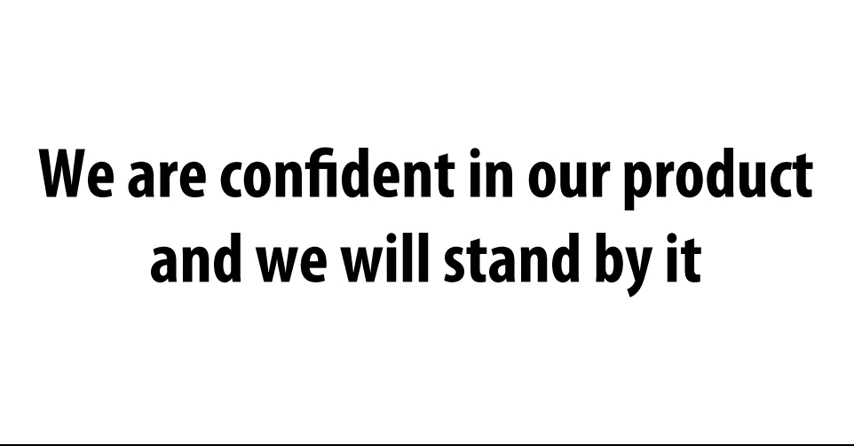 We are confident in our product
and we will stand by it